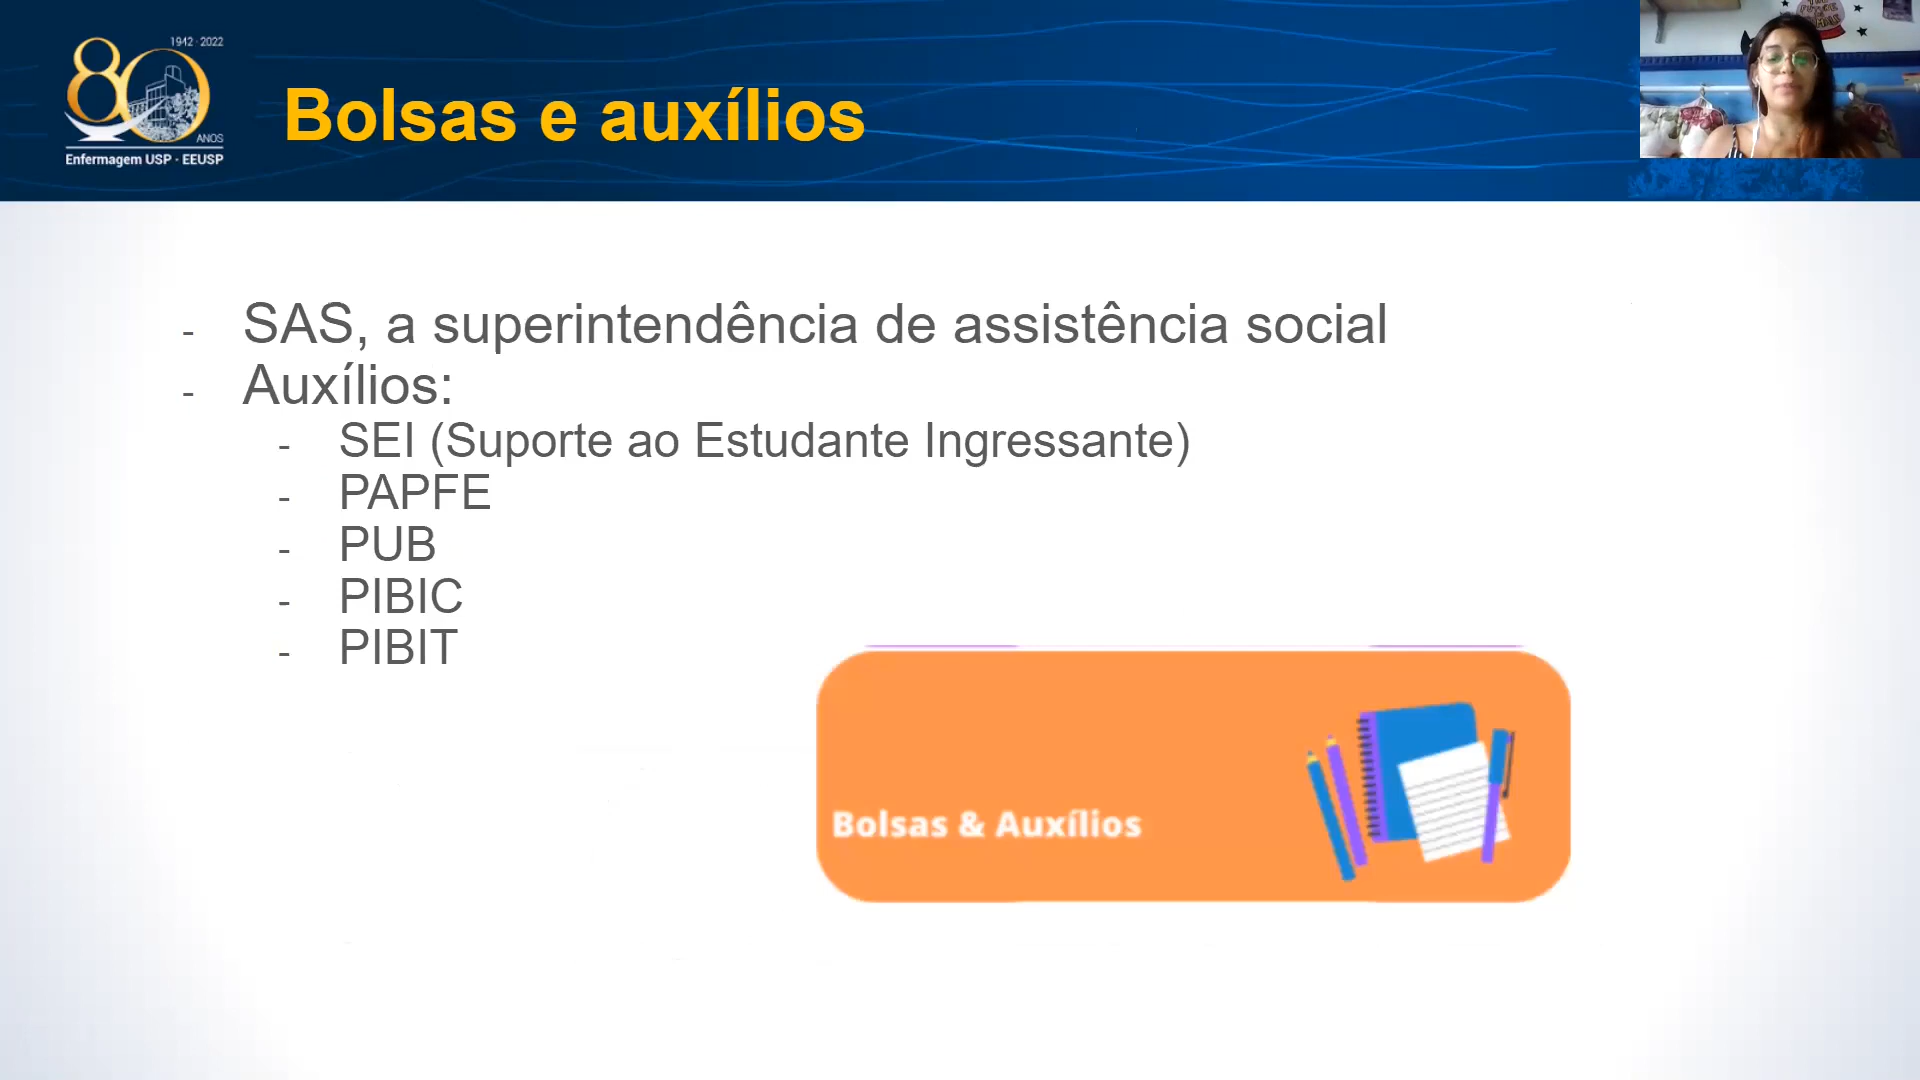 1942 · 2022
80
ANOS
Enfermagem USP · EEUSP
Bolsas e auxílios
- SAS, a superintendência de assistência social
- Auxílios:
- SEI (Suporte ao Estudante Ingressante)
- PAPFE
- PUB
- PIBIC
- PIBIT
Bolsas & Auxílios